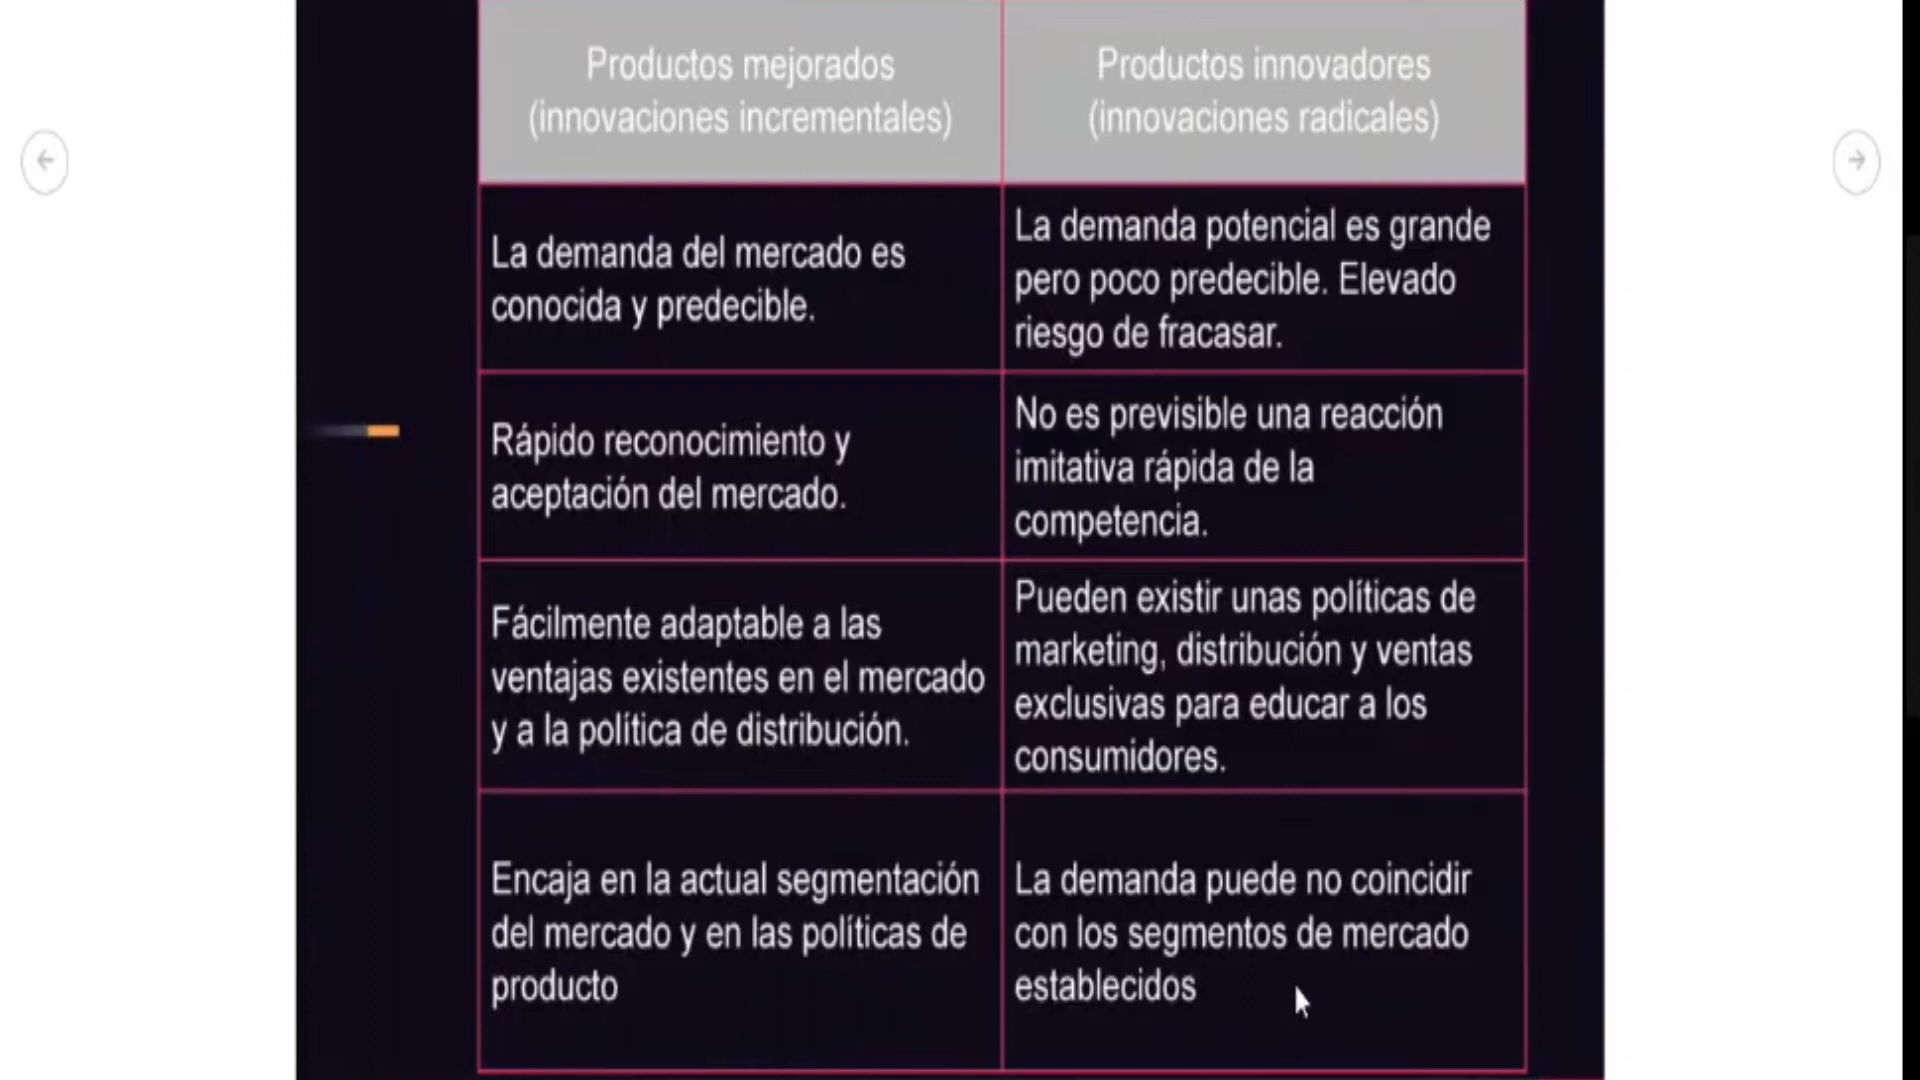 Productos mejorados
(innovaciones incrementales)
Productos innovadores
(innovaciones radicales)
La demanda del mercado es
conocida y predecible.
La demanda potencial es grande
pero poco predecible. Elevado
riesgo de fracasar.
Rápido reconocimiento y
aceptación del mercado.
No es previsible una reacción
imitativa rápida de la
competencia.
Fácilmente adaptable a las
ventajas existentes en el mercado
y a la política de distribución.
Pueden existir unas políticas de
marketing, distribución y ventas
exclusivas para educar a los
consumidores.
Encaja en la actual segmentación
del mercado y en las políticas de
producto
La demanda puede no coincidir
con los segmentos de mercado
establecidos